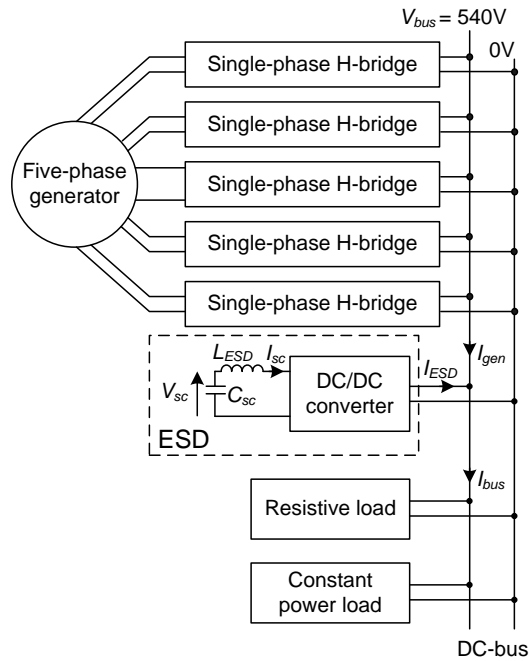 V_bus = 540V
0V
Single-phase H-bridge
Single-phase H-bridge
Five-phase
generator
Single-phase H-bridge
Single-phase H-bridge
Single-phase H-bridge
L_ESD
I_sc
I_gen
V_sc
C_sc
DC/DC
converter
I_ESD
ESD
I_bus
Resistive load
Constant
power load
DC-bus